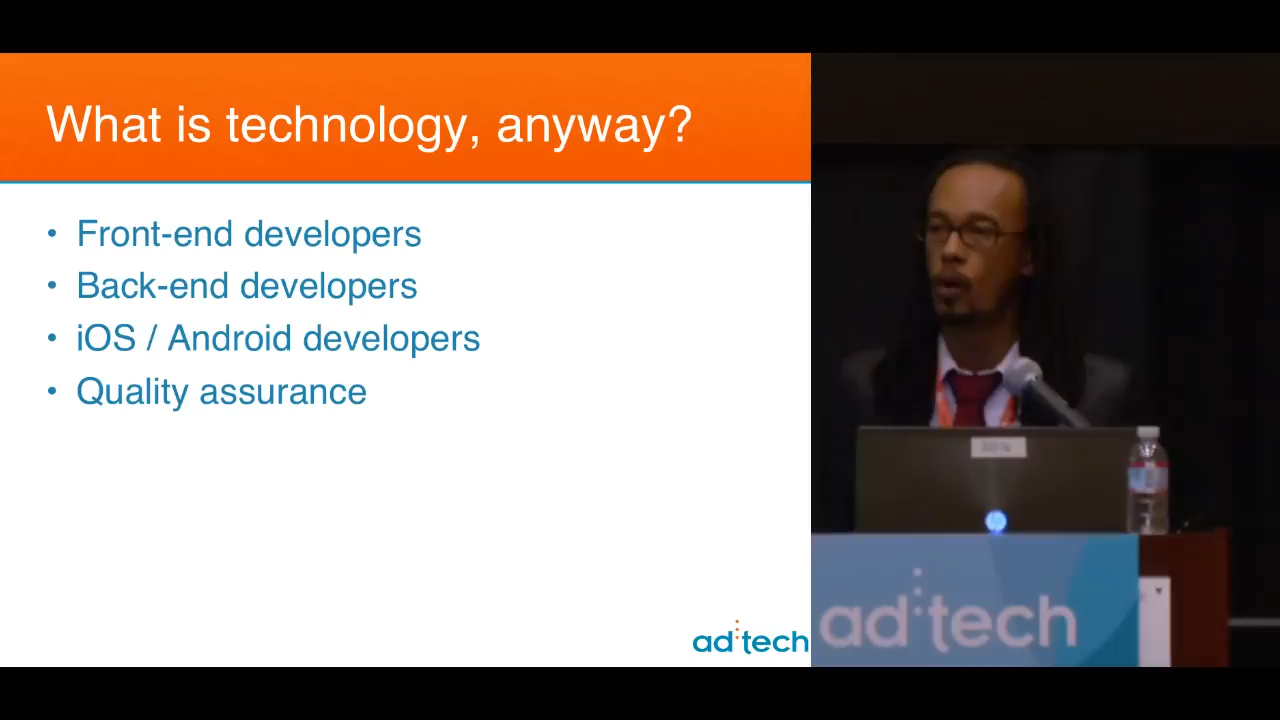 What is technology, anyway?
• Front-end developers
• Back-end developers
• iOS / Android developers
• Quality assurance
ad:tech
ad:tech
hp